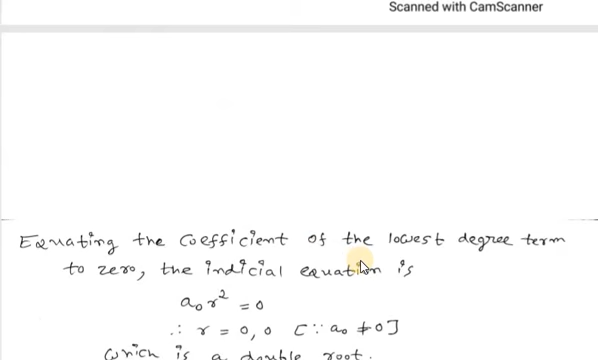 Scanned with CamScanner
Equating the coefficient of the lowest degree term
to zero, the indicial equation is
a₀r² = 0
∴ r = 0, 0 [∵ a₀ ≠ 0]
which is a double root.